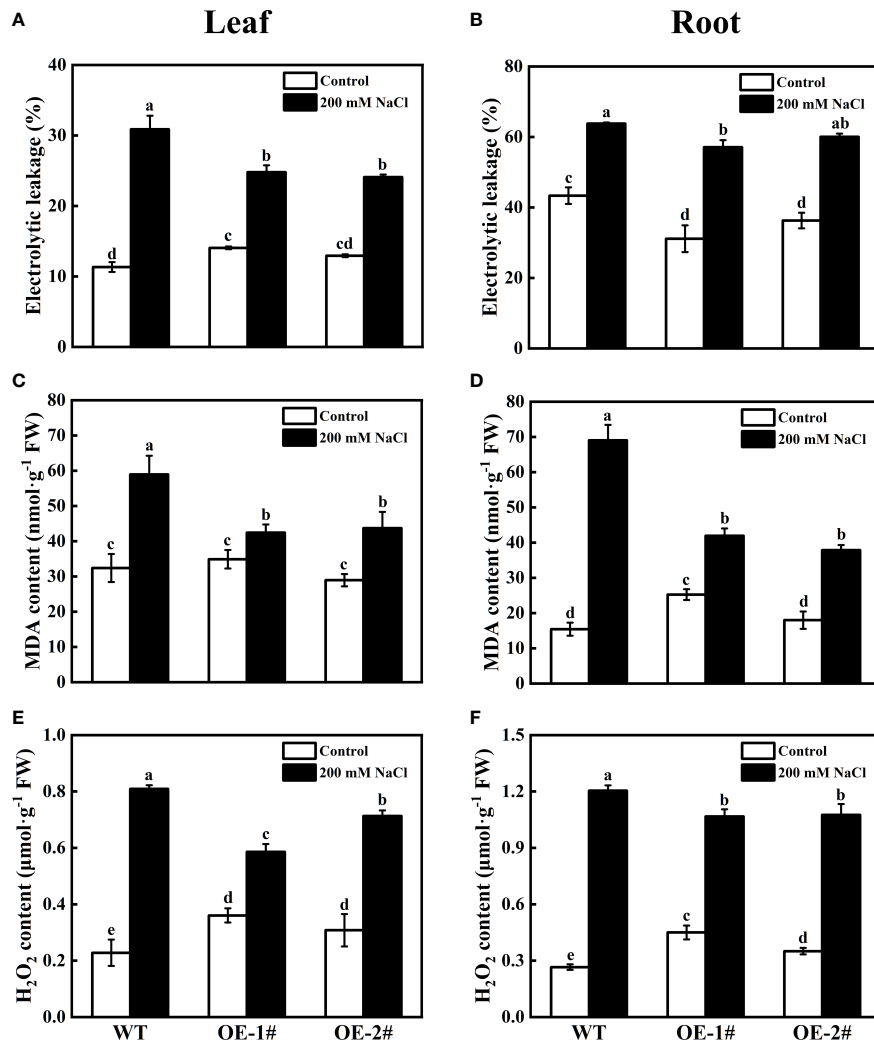 A Leaf
Electrolytic leakage (%)
40
30
20
10
0
Control
200 mM NaCl
d a c b cd b
B Root
Electrolytic leakage (%)
80
60
40
20
0
Control
200 mM NaCl
c a d b d ab
C
MDA content (nmol·g⁻¹ FW)
80
70
60
50
40
30
20
10
0
Control
200 mM NaCl
c a c b c b
D
MDA content (nmol·g⁻¹ FW)
80
70
60
50
40
30
20
10
0
Control
200 mM NaCl
d a c b d b
E
H₂O₂ content (μmol·g⁻¹ FW)
1.0
0.8
0.6
0.4
0.2
0.0
Control
200 mM NaCl
e a d c d b
WT OE-1# OE-2#
F
H₂O₂ content (μmol·g⁻¹ FW)
1.5
1.2
0.9
0.6
0.3
0.0
Control
200 mM NaCl
e a c b d b
WT OE-1# OE-2#